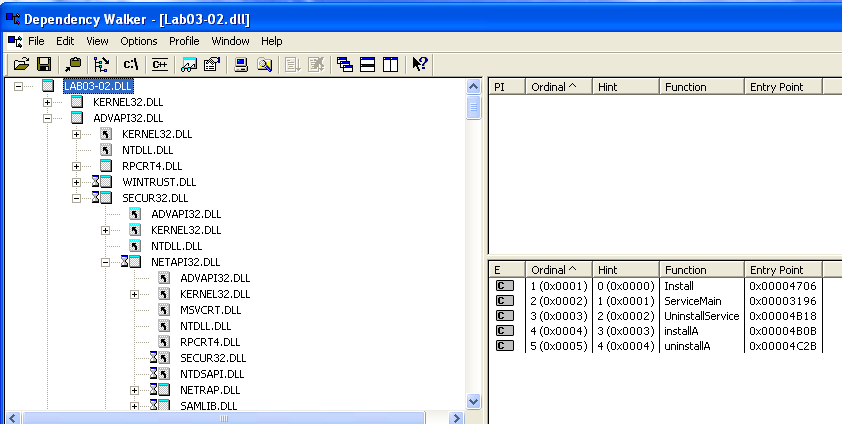 Dependency Walker - [Lab03-02.dll]
File Edit View Options Profile Window Help
C:\ C++
LAB03-02.DLL
KERNEL32.DLL
ADVAPI32.DLL
KERNEL32.DLL
NTDLL.DLL
RPCRT4.DLL
WINTRUST.DLL
SECUR32.DLL
ADVAPI32.DLL
KERNEL32.DLL
NTDLL.DLL
NETAPI32.DLL
ADVAPI32.DLL
KERNEL32.DLL
MSVCRT.DLL
NTDLL.DLL
RPCRT4.DLL
SECUR32.DLL
NTDSAPI.DLL
NETRAP.DLL
SAMLIB.DLL
PI Ordinal ^ Hint Function Entry Point
E Ordinal ^ Hint Function Entry Point
C 1 (0x0001) 0 (0x0000) Install 0x00004706
C 2 (0x0002) 1 (0x0001) ServiceMain 0x00003196
C 3 (0x0003) 2 (0x0002) UninstallService 0x00004B18
C 4 (0x0004) 3 (0x0003) installA 0x00004B0B
C 5 (0x0005) 4 (0x0004) uninstallA 0x00004C2B